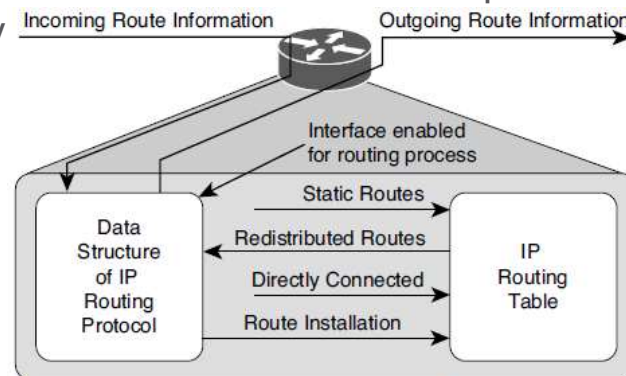 Incoming Route Information
Outgoing Route Information
Interface enabled
for routing process
Data
Structure
of IP
Routing
Protocol
Static Routes
Redistributed Routes
Directly Connected
Route Installation
IP
Routing
Table